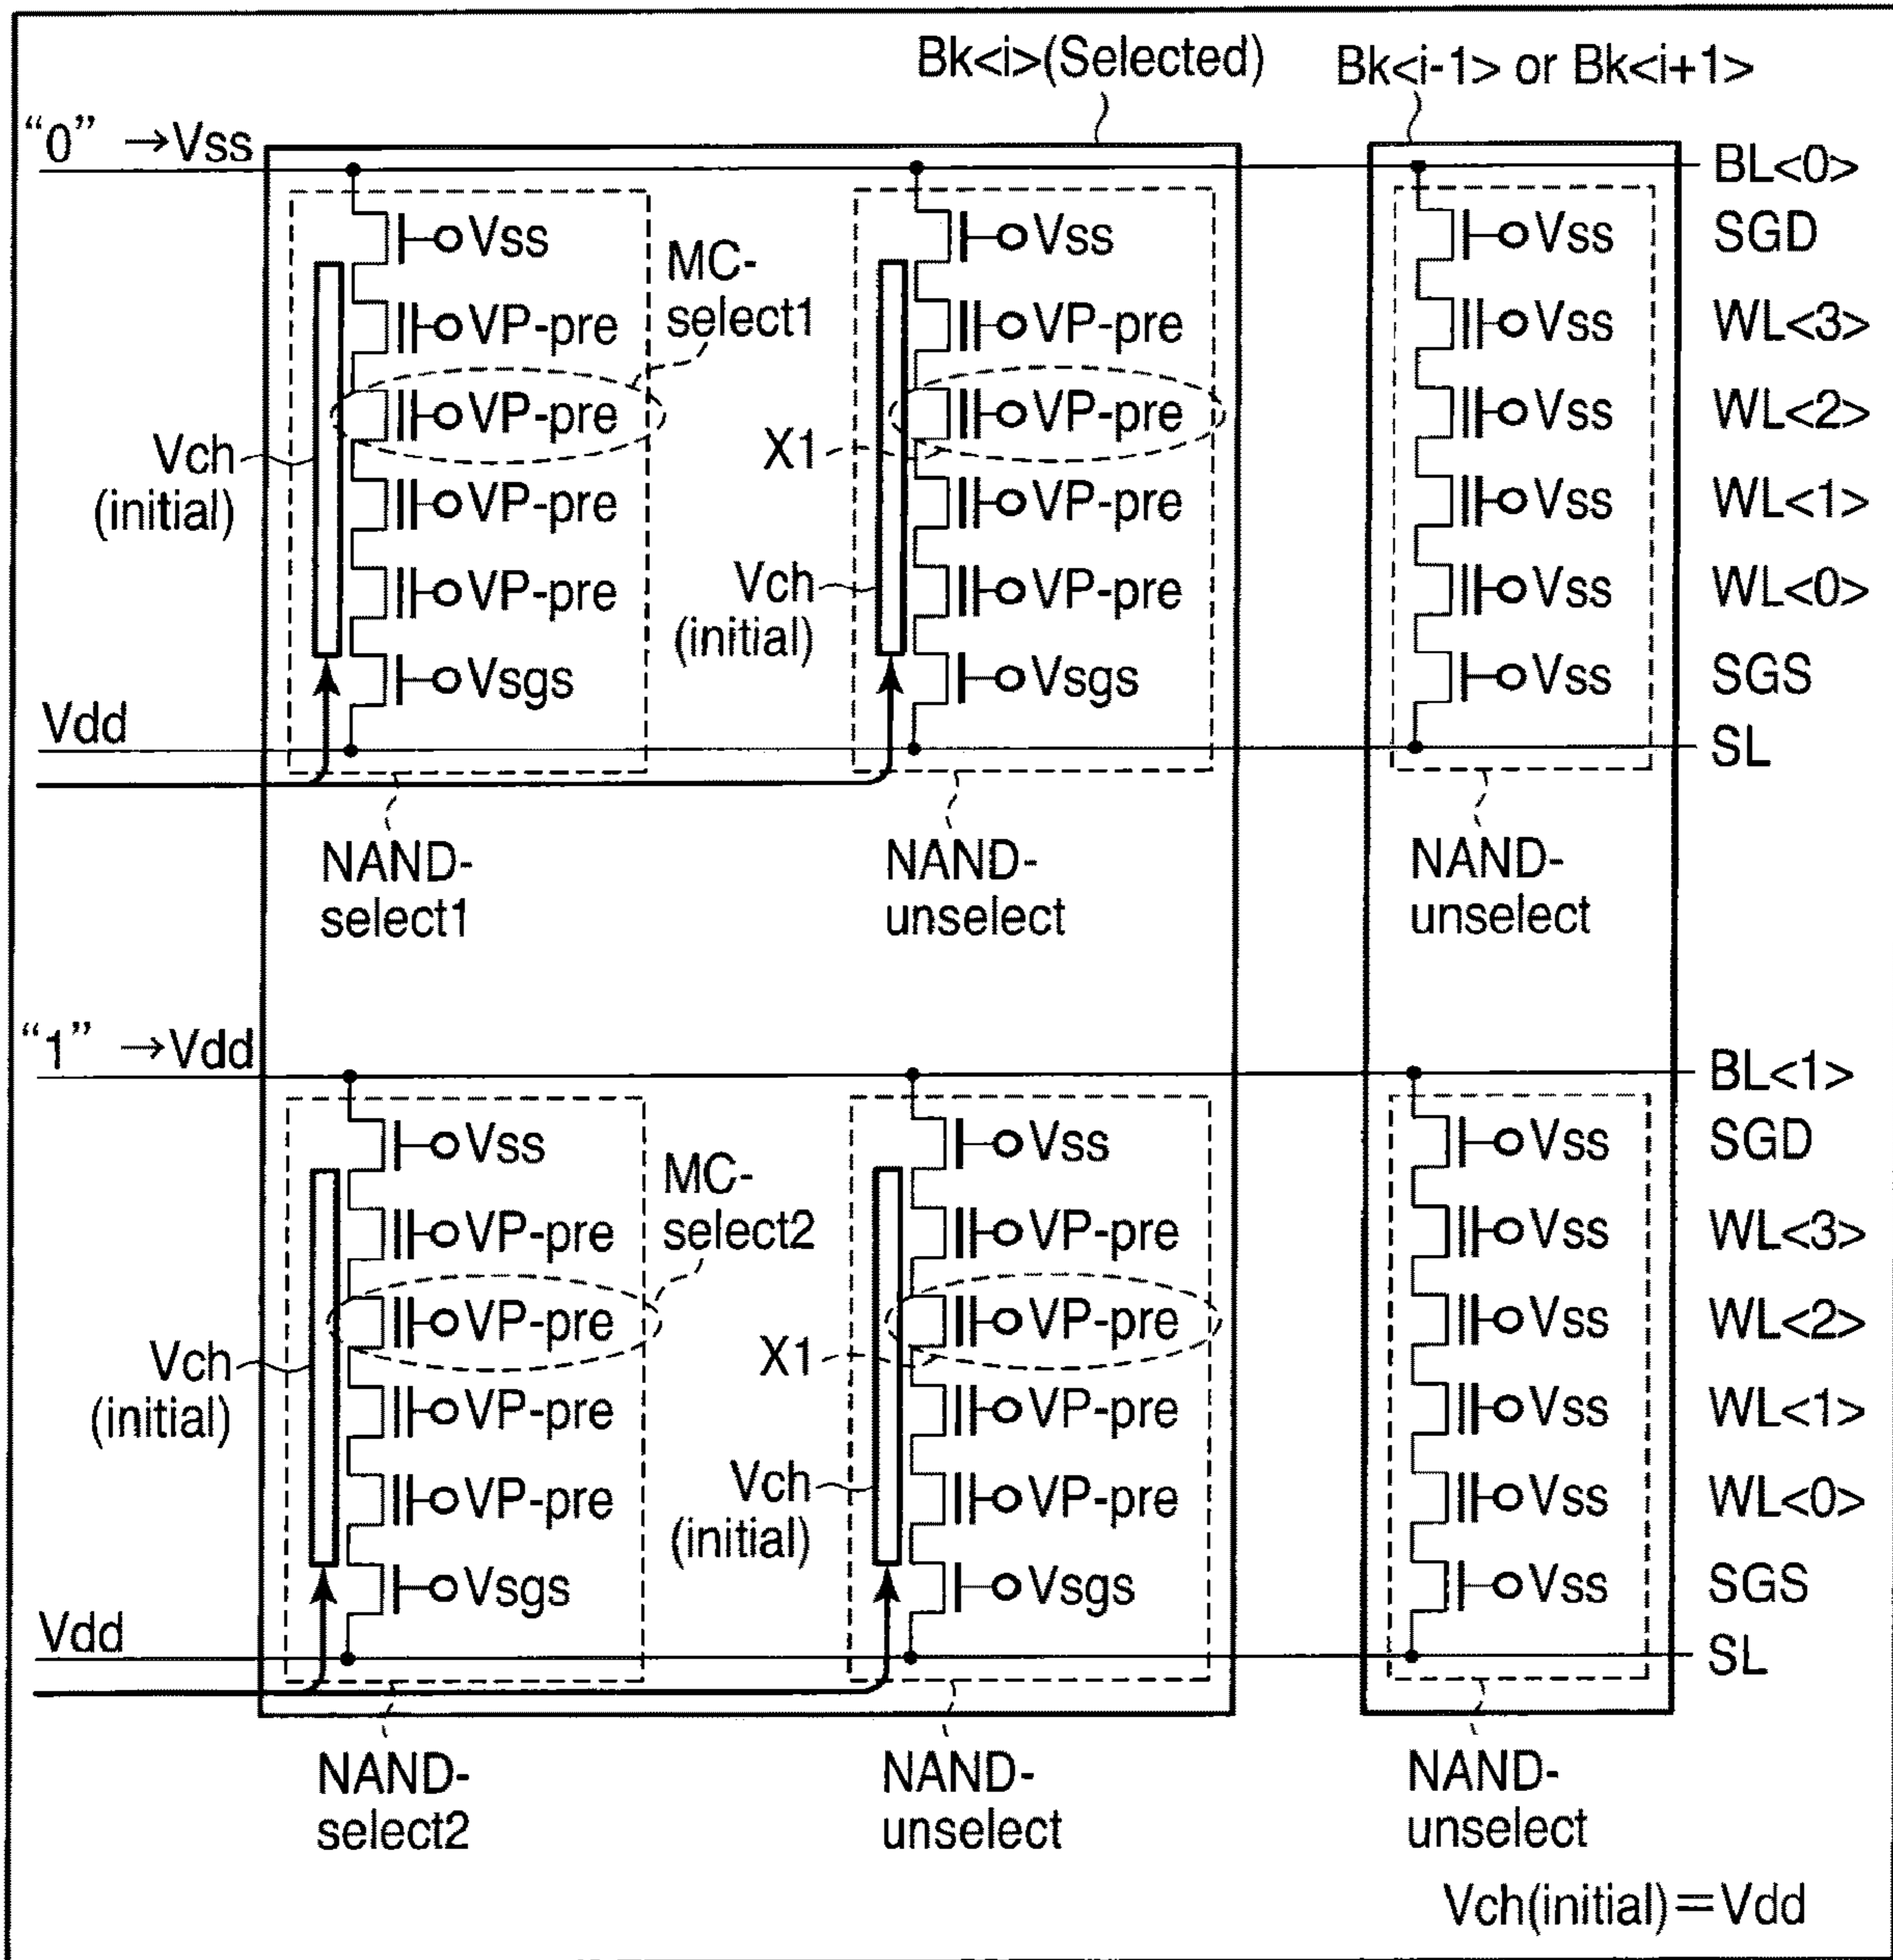 Bk<i>(Selected)
Bk<i-1> or Bk<i+1>
“0” →Vss
BL<0>
Vss
Vss
Vss
SGD
MC-
select1
VP-pre
VP-pre
Vss
WL<3>
VP-pre
VP-pre
Vss
WL<2>
Vch
(initial)
X1
VP-pre
VP-pre
Vss
WL<1>
Vch
(initial)
VP-pre
VP-pre
Vss
WL<0>
Vsgs
Vsgs
Vss
SGS
Vdd
SL
NAND-
select1
NAND-
unselect
NAND-
unselect
“1” →Vdd
BL<1>
Vss
Vss
Vss
SGD
MC-
select2
VP-pre
VP-pre
Vss
WL<3>
VP-pre
VP-pre
Vss
WL<2>
Vch
(initial)
X1
VP-pre
VP-pre
Vss
WL<1>
Vch
(initial)
VP-pre
VP-pre
Vss
WL<0>
Vsgs
Vsgs
Vss
SGS
Vdd
SL
NAND-
select2
NAND-
unselect
NAND-
unselect
Vch(initial)=Vdd